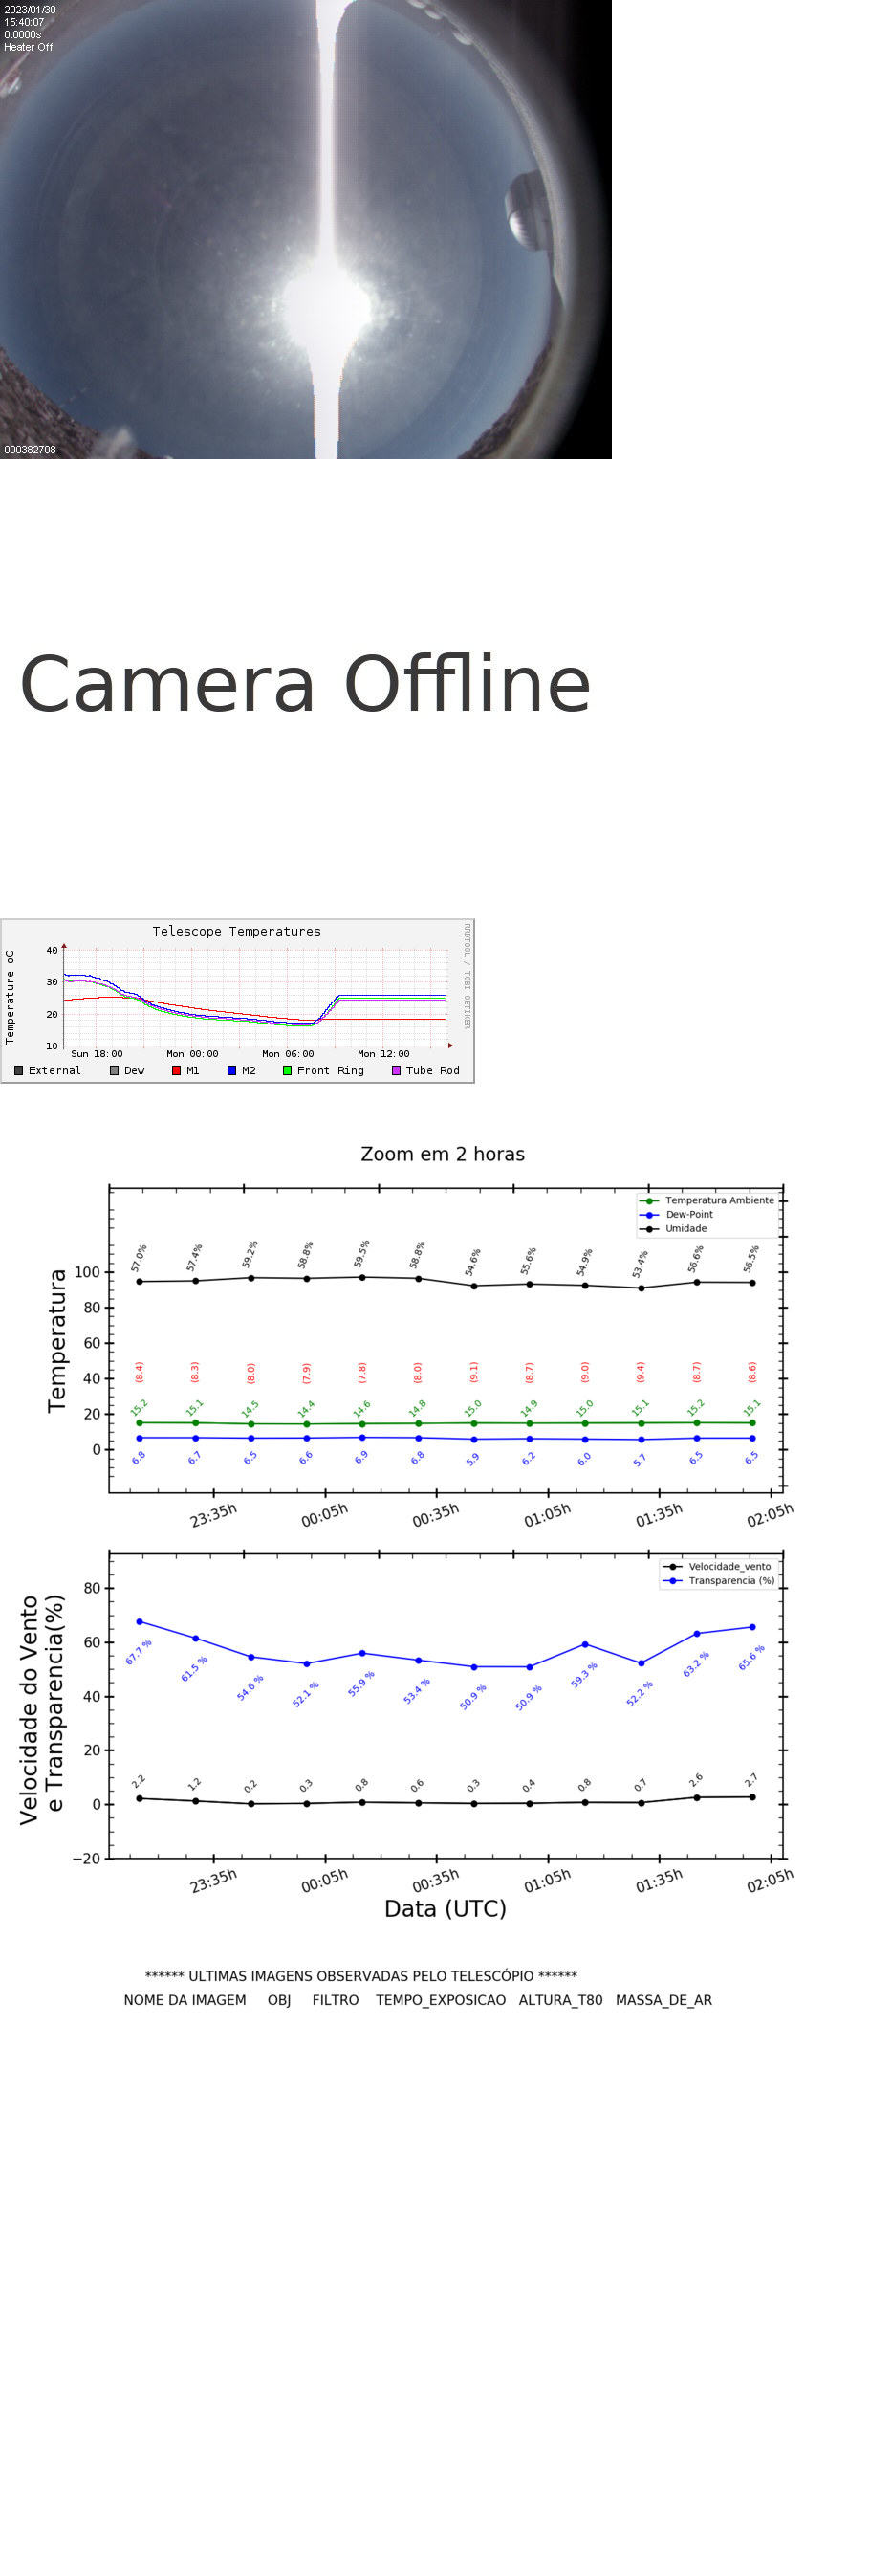 2023/01/30
15:40:07
0.0000s
Heater Off
000382708
Camera Offline
Telescope Temperatures
RRDTOOL / TOBI OETIKER
Temperature oC
40
30
20
10
Sun 18:00 Mon 00:00 Mon 06:00 Mon 12:00
External Dew M1 M2 Front Ring Tube Rod
Zoom em 2 horas
Temperatura Ambiente
Dew-Point
Umidade
Temperatura
100
80
60
40
20
0
57.0% 57.4% 59.2% 58.8% 59.5% 58.8% 54.6% 55.6% 54.9% 53.4% 56.6% 56.5%
(8.4) (8.3) (8.0) (7.9) (7.8) (8.0) (9.1) (8.7) (9.0) (9.4) (8.7) (8.6)
15.2 15.1 14.5 14.4 14.6 14.8 15.0 14.9 15.0 15.1 15.2 15.1
6.8 6.7 6.5 6.6 6.9 6.8 5.9 6.2 6.0 5.7 6.5 6.5
23:35h 00:05h 00:35h 01:05h 01:35h 02:05h
Velocidade_vento
Transparencia (%)
Velocidade do Vento
e Transparencia(%)
80
60
40
20
0
−20
67.7 % 61.5 % 54.6 % 52.1 % 55.9 % 53.4 % 50.9 % 50.9 % 59.3 % 52.2 % 63.2 % 65.6 %
2.2 1.2 0.2 0.3 0.8 0.6 0.3 0.4 0.8 0.7 2.6 2.7
23:35h 00:05h 00:35h 01:05h 01:35h 02:05h
Data (UTC)
****** ULTIMAS IMAGENS OBSERVADAS PELO TELESCÓPIO ******
NOME DA IMAGEM OBJ FILTRO TEMPO_EXPOSICAO ALTURA_T80 MASSA_DE_AR